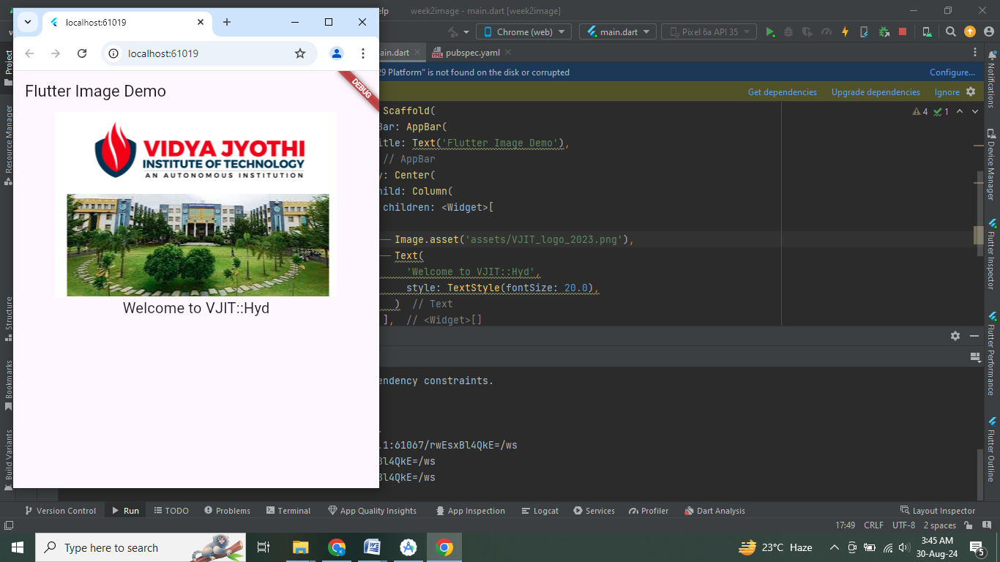 localhost:61019
localhost:61019
DEBUG
Flutter Image Demo
VIDYA JYOTHI
INSTITUTE OF TECHNOLOGY
AN AUTONOMOUS INSTITUTION
Welcome to VJIT::Hyd
elp
week2image - main.dart [week2image]
w
Chrome (web)
main.dart
Pixel 6a API 35
ain.dart
YML
pubspec.yaml
29 Platform" is not found on the disk or corrupted
Configure...
Get dependencies
Upgrade dependencies
Ignore
4
1
Scaffold(
Bar: AppBar(
itle: Text('Flutter Image Demo'),
// AppBar
y: Center(
hild: Column(
children: <Widget>[
Image.asset('assets/VJIT_logo_2023.png'),
Text(
'Welcome to VJIT::Hyd',
style: TextStyle(fontSize: 20.0),
) // Text
], // <Widget>[]
endency constraints.
.
.1:61067/rwEsxBl4QkE=/ws
Bl4QkE=/ws
Bl4QkE=/ws
Project
Resource Manager
Structure
Bookmarks
Build Variants
Notifications
Device Manager
Flutter Inspector
Flutter Performance
Flutter Outline
Version Control
Run
TODO
Problems
Terminal
App Quality Insights
App Inspection
Logcat
Services
Profiler
Dart Analysis
Layout Inspector
17:49 CRLF UTF-8 2 spaces
Type here to search
W
23°C Haze
3:45 AM
30-Aug-24
5